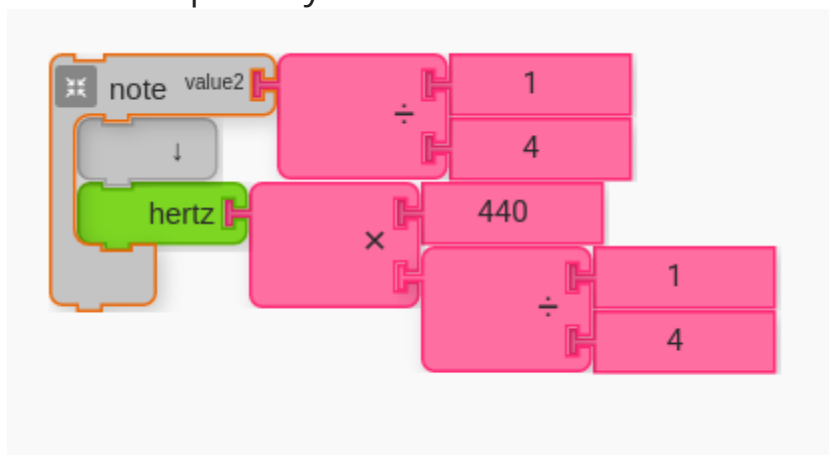 note value2 ÷ 1
4
↓
hertz × 440
÷ 1
4